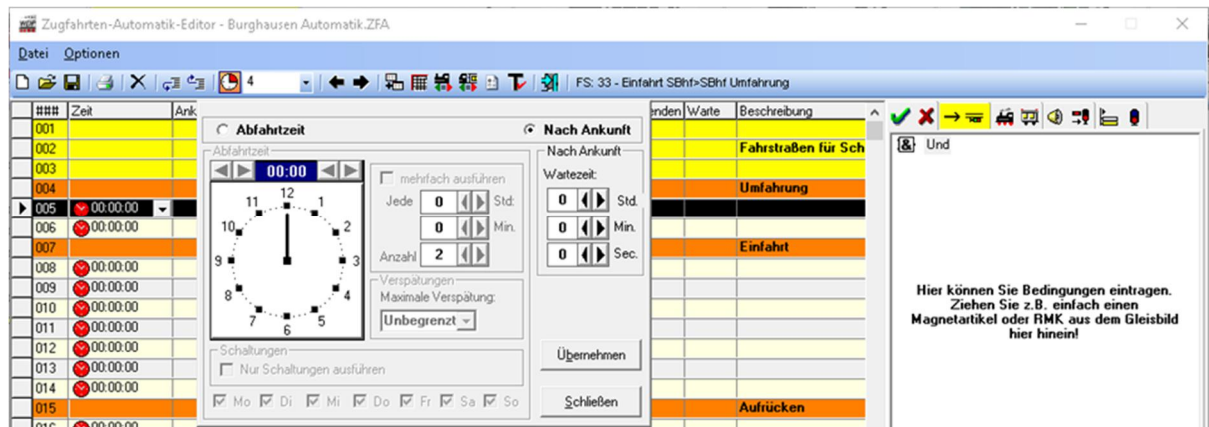 Zugfahrten-Automatik-Editor - Burghausen Automatik.ZFA
Datei Optionen
4 FS: 33 - Einfahrt SBhf>SBhf Umfahrung
### Zeit Ank enden Warte Beschreibung
001
002 Fahrstraßen für Sch
003
004 Umfahrung
005 00:00:00
006 00:00:00
007 Einfahrt
008 00:00:00
009 00:00:00
010 00:00:00
011 00:00:00
012 00:00:00
013 00:00:00
014 00:00:00
015 Aufrücken
016 00:00:00
Abfahrtzeit
Nach Ankunft
Abfahrtzeit
00:00
12
11 1
10 2
9 3
8 4
7 5
6
mehrfach ausführen
Jede 0 Std:
0 Min.
Anzahl 2
Verspätungen
Maximale Verspätung:
Unbegrenzt
Schaltungen
Nur Schaltungen ausführen
Mo Di Mi Do Fr Sa So
Nach Ankunft
Wartezeit:
0 Std.
0 Min.
0 Sec.
Übernehmen
Schließen
& Und
Hier können Sie Bedingungen eintragen.
Ziehen Sie z.B. einfach einen
Magnetartikel oder RMK aus dem Gleisbild
hier hinein!